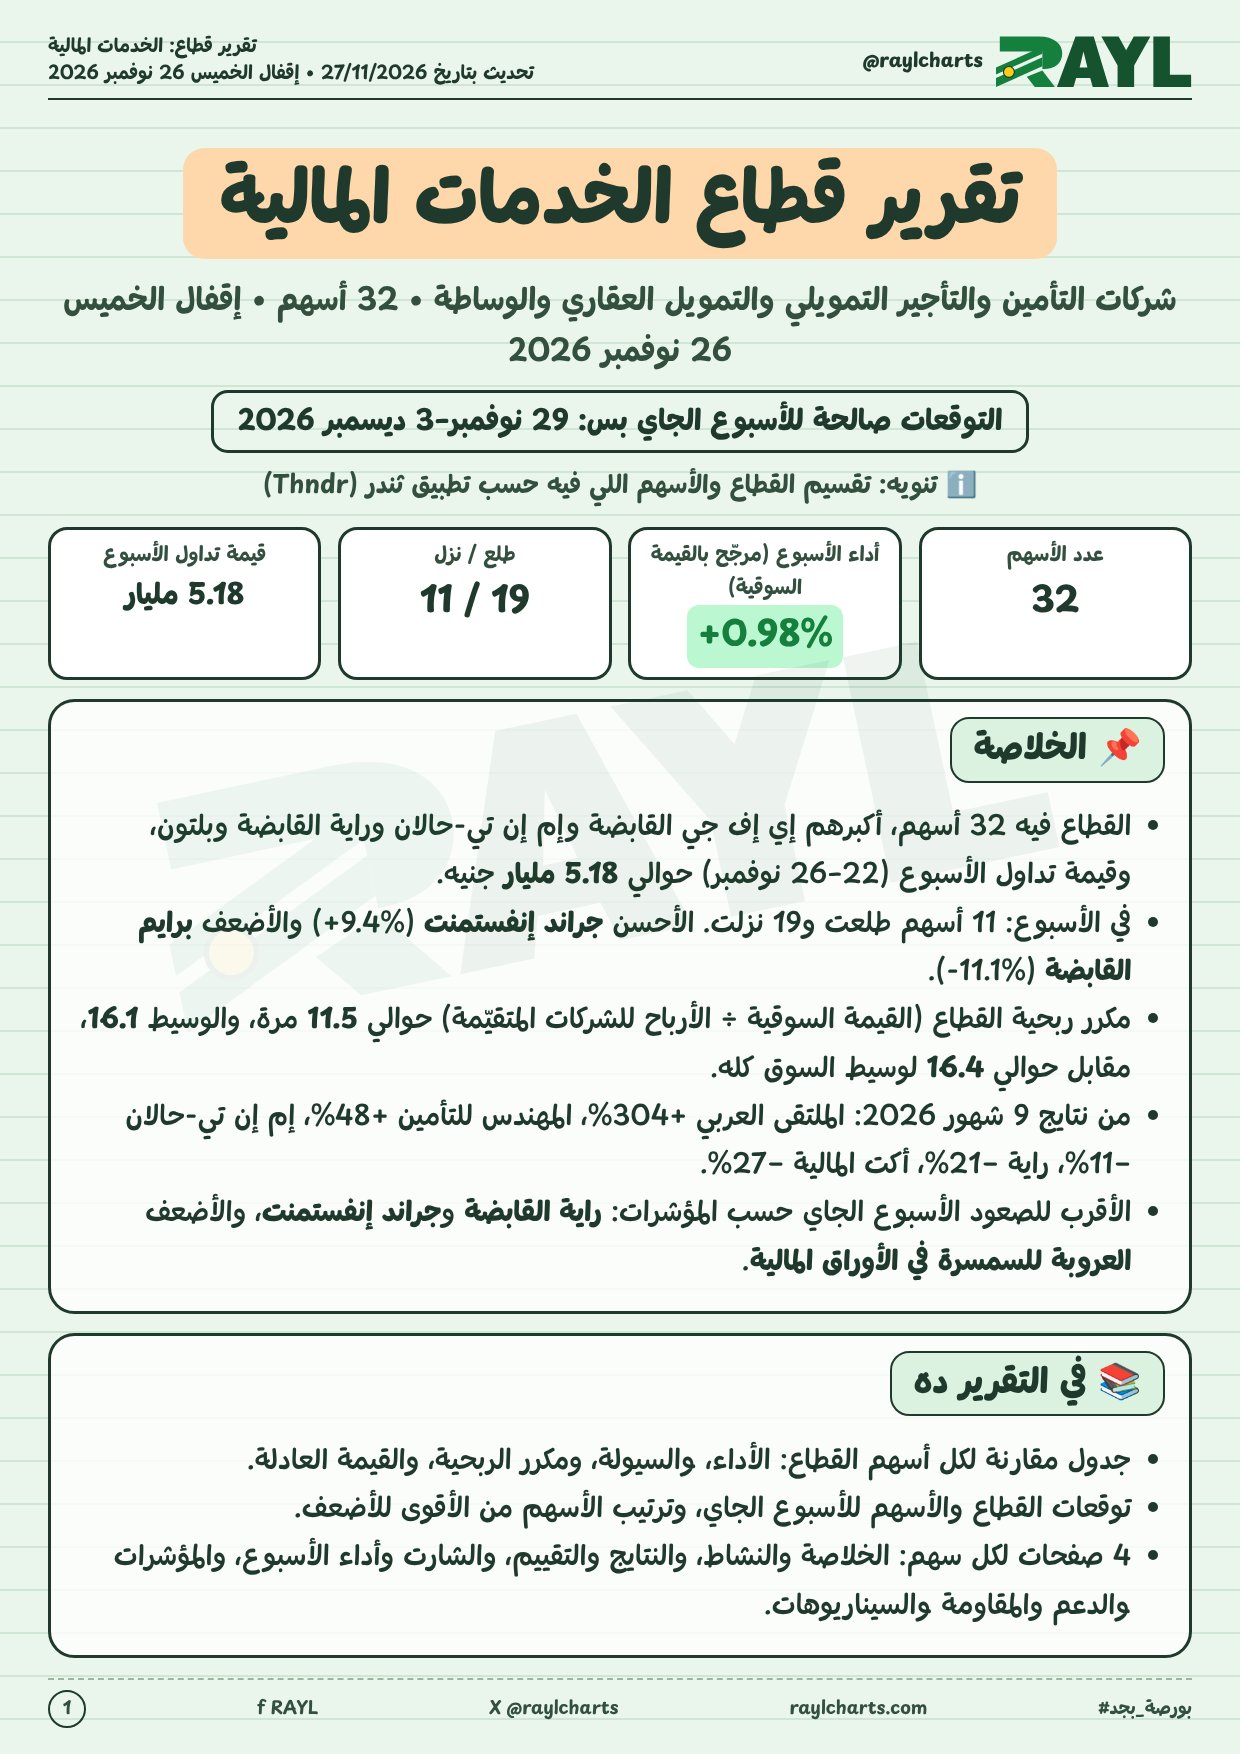 RAYL
@raylcharts
تقرير قطاع: الخدمات المالية
تحديث بتاريخ 27/11/2026 • إقفال الخميس 26 نوفمبر 2026
تقرير قطاع الخدمات المالية
شركات التأمين والتأجير التمويلي والتمويل العقاري والوساطة • 32 أسهم • إقفال الخميس
26 نوفمبر 2026
التوقعات صالحة للأسبوع الجاي بس: 29 نوفمبر–3 ديسمبر 2026
ℹ️ تنويه: تقسيم القطاع والأسهم اللي فيه حسب تطبيق ثندر (Thndr)
عدد الأسهم
32
أداء الأسبوع (مرجّح بالقيمة
السوقية)
+0.98%
طلع / نزل
11 / 19
قيمة تداول الأسبوع
5.18 مليار
📌 الخلاصة
• القطاع فيه 32 أسهم، أكبرهم إي إف جي القابضة وإم إن تي-حالان وراية القابضة وبلتون،
وقيمة تداول الأسبوع (22–26 نوفمبر) حوالي 5.18 مليار جنيه.
• في الأسبوع: 11 أسهم طلعت و19 نزلت. الأحسن جراند إنفستمنت (+9.4%) والأضعف برايم
القابضة (-11.1%).
• مكرر ربحية القطاع (القيمة السوقية ÷ الأرباح للشركات المتقيّمة) حوالي 11.5 مرة، والوسيط 16.1،
مقابل حوالي 16.4 لوسيط السوق كله.
• من نتايج 9 شهور 2026: الملتقى العربي +304%، المهندس للتأمين +48%، إم إن تي-حالان
–11%، راية –21%، أكت المالية –27%.
• الأقرب للصعود الأسبوع الجاي حسب المؤشرات: راية القابضة وجراند إنفستمنت، والأضعف
العروبة للسمسرة في الأوراق المالية.
📚 في التقرير ده
• جدول مقارنة لكل أسهم القطاع: الأداء، والسيولة، ومكرر الربحية، والقيمة العادلة.
• توقعات القطاع والأسهم للأسبوع الجاي، وترتيب الأسهم من الأقوى للأضعف.
• 4 صفحات لكل سهم: الخلاصة والنشاط، والنتايج والتقييم، والشارت وأداء الأسبوع، والمؤشرات
والدعم والمقاومة والسيناريوهات.
#بورصة_بجد
raylcharts.com
X @raylcharts
f RAYL
1